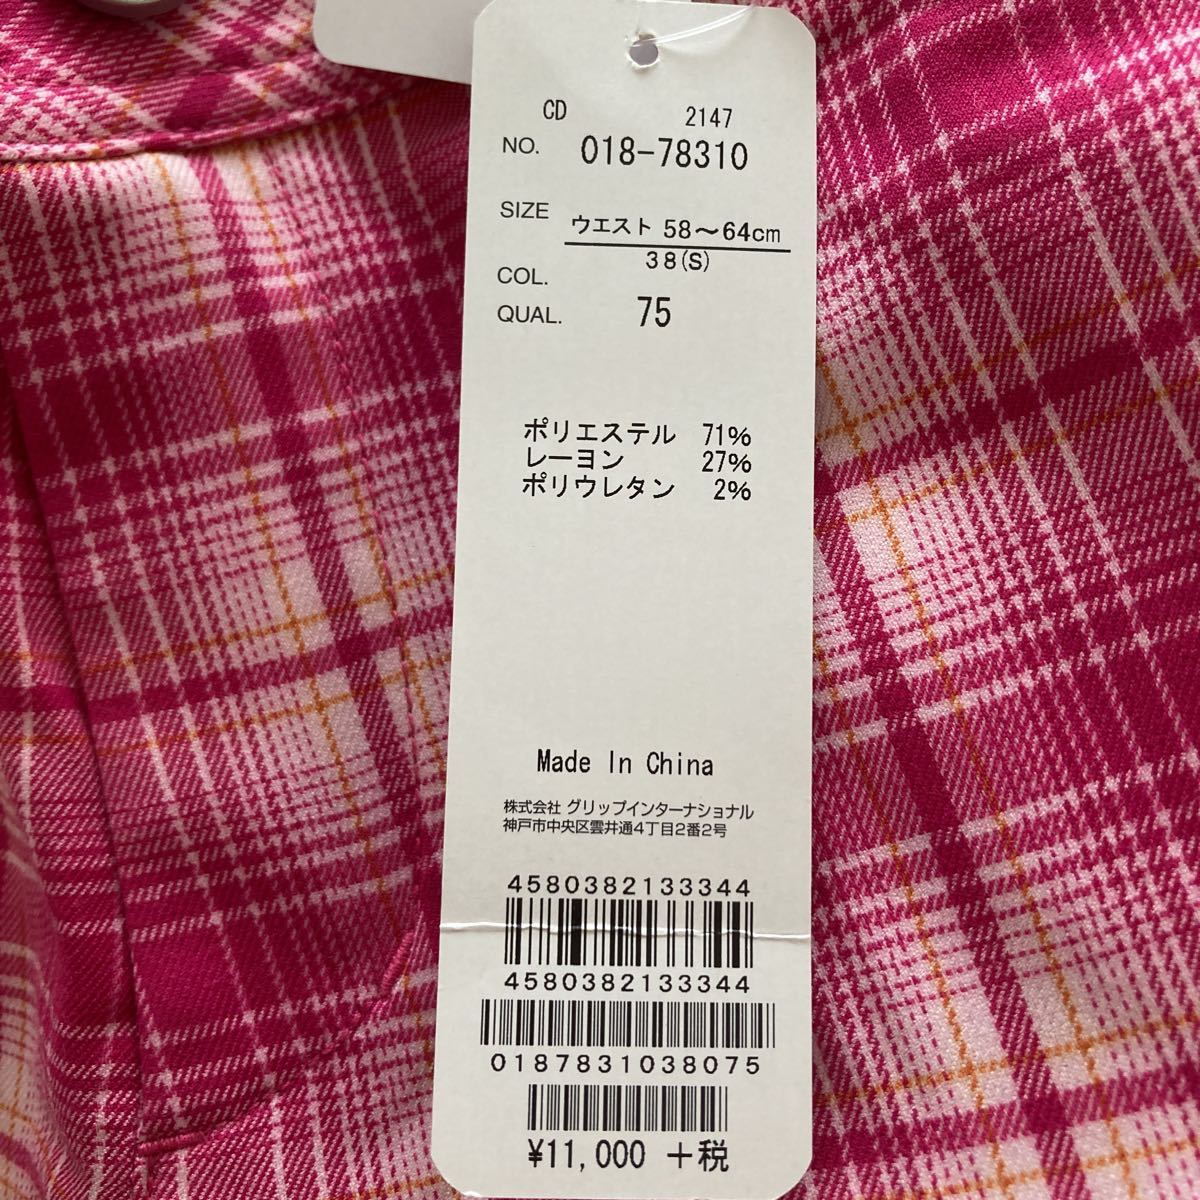 CD 2147
NO. 018-78310
SIZE ウエスト 58～64cm
38(S)
COL.
QUAL. 75
ポリエステル 71%
レーヨン 27%
ポリウレタン 2%
Made In China
株式会社 グリップインターナショナル
神戸市中央区雲井通4丁目2番2号
4580382133344
4580382133344
0187831038075
¥11,000 +税